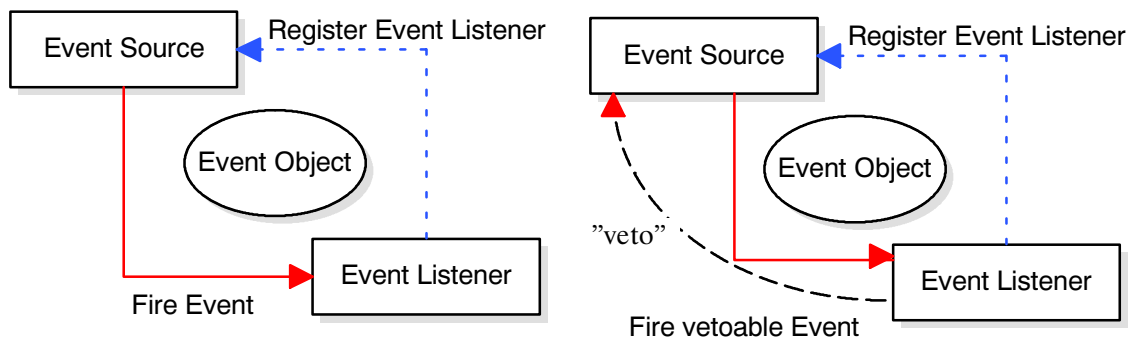 Event Source
Register Event Listener
Event Object
Event Listener
Fire Event
Event Source
Register Event Listener
Event Object
”veto”
Event Listener
Fire vetoable Event